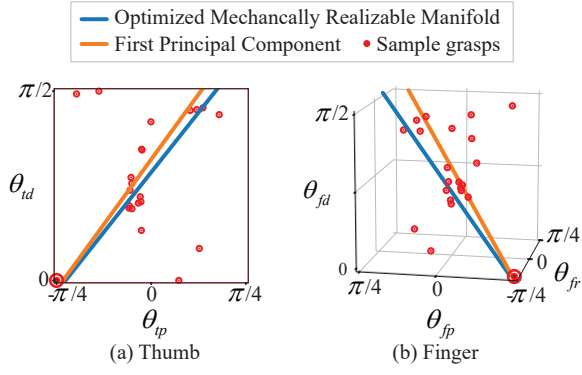 Optimized Mechancally Realizable Manifold
First Principal Component
Sample grasps
π/2
θtd
0
-π/4
0
π/4
θtp
(a) Thumb
π/2
θfd
0
π/4
0
-π/4
θfp
π/4
0
θfr
(b) Finger